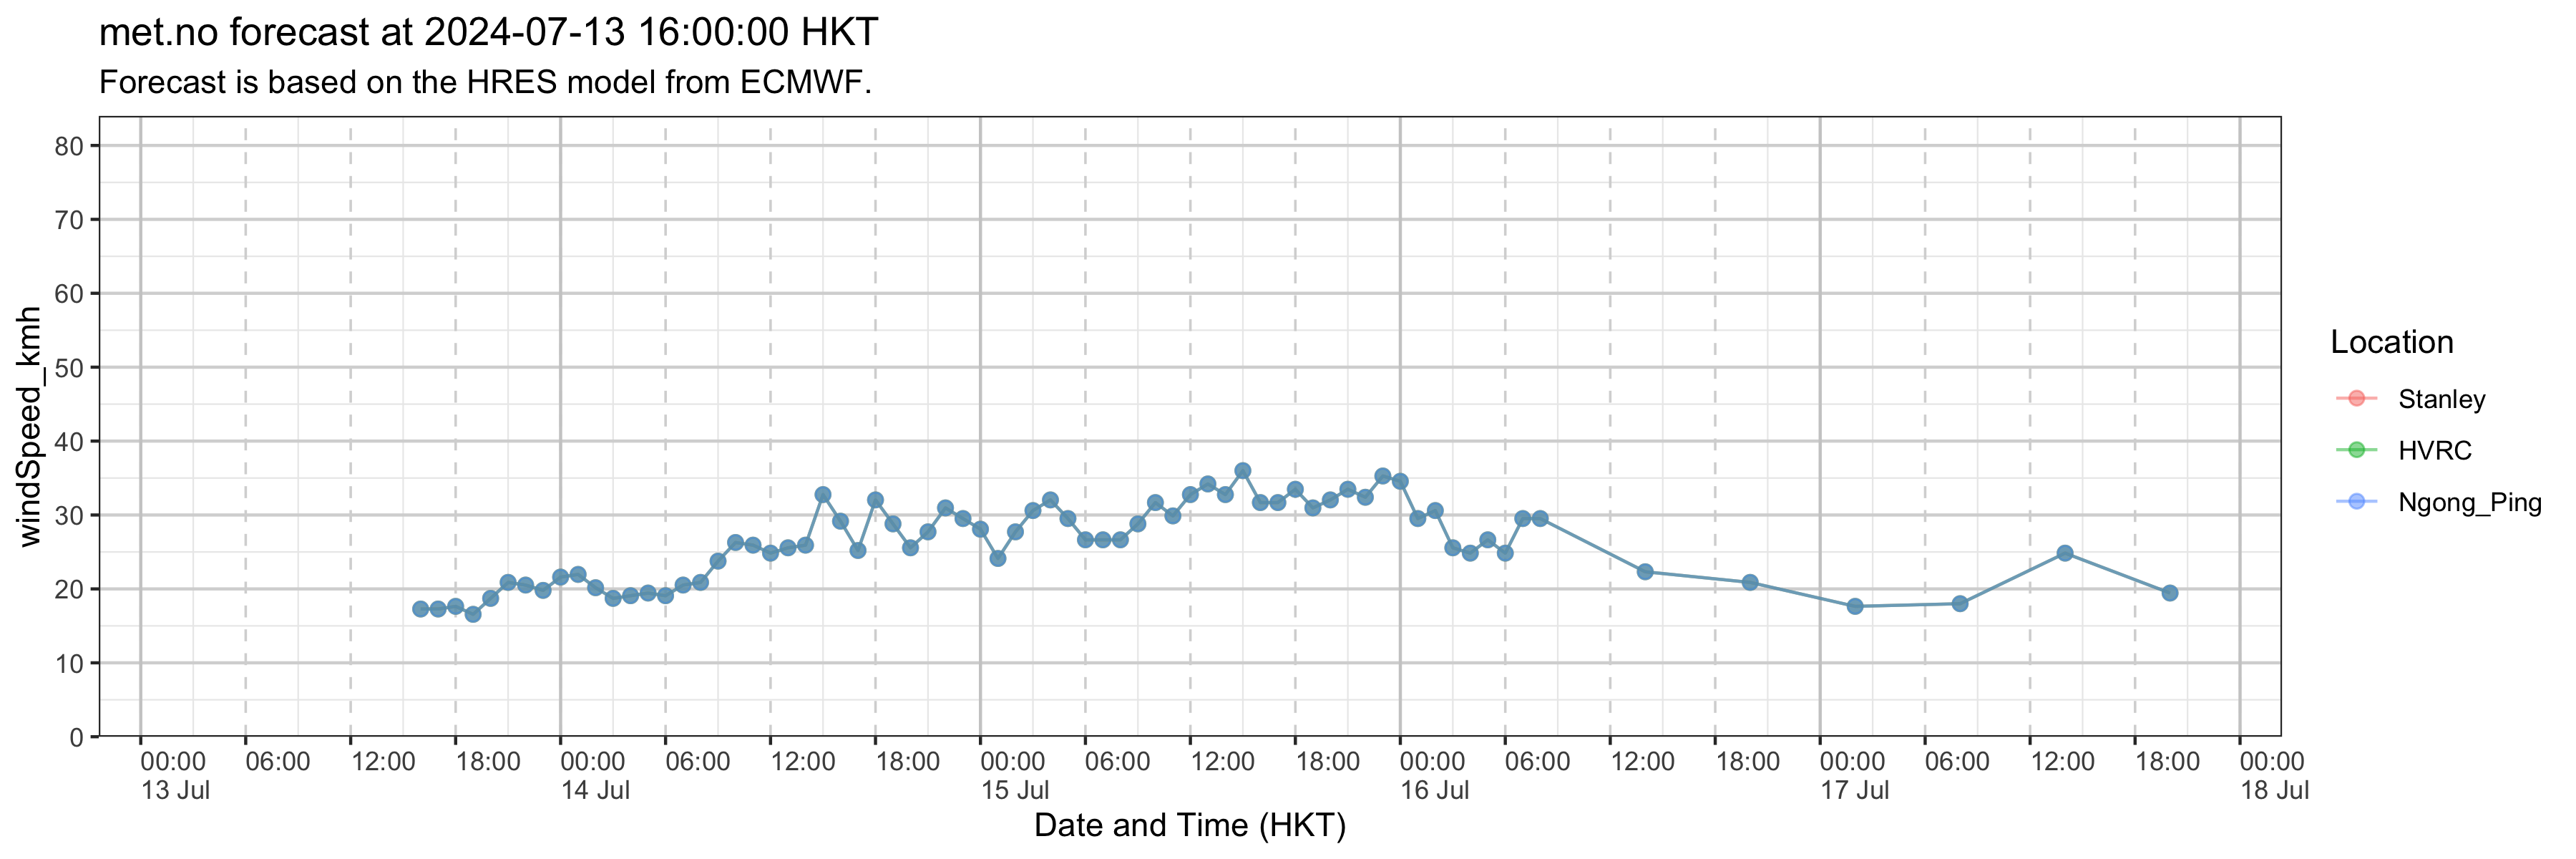 met.no forecast at 2024-07-13 16:00:00 HKT
Forecast is based on the HRES model from ECMWF.
windSpeed_kmh
80
70
60
50
40
30
20
10
0
00:00 06:00 12:00 18:00 00:00 06:00 12:00 18:00 00:00 06:00 12:00 18:00 00:00 06:00 12:00 18:00 00:00 06:00 12:00 18:00 00:00
13 Jul 14 Jul 15 Jul 16 Jul 17 Jul 18 Jul
Date and Time (HKT)
Location
Stanley
HVRC
Ngong_Ping